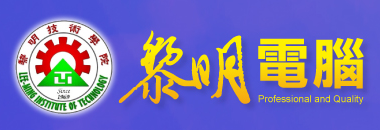 黎明技術學院
LEE-MING INSTITUTE OF TECHNOLOGY
Since
1969
黎明電腦
Professional and Quality